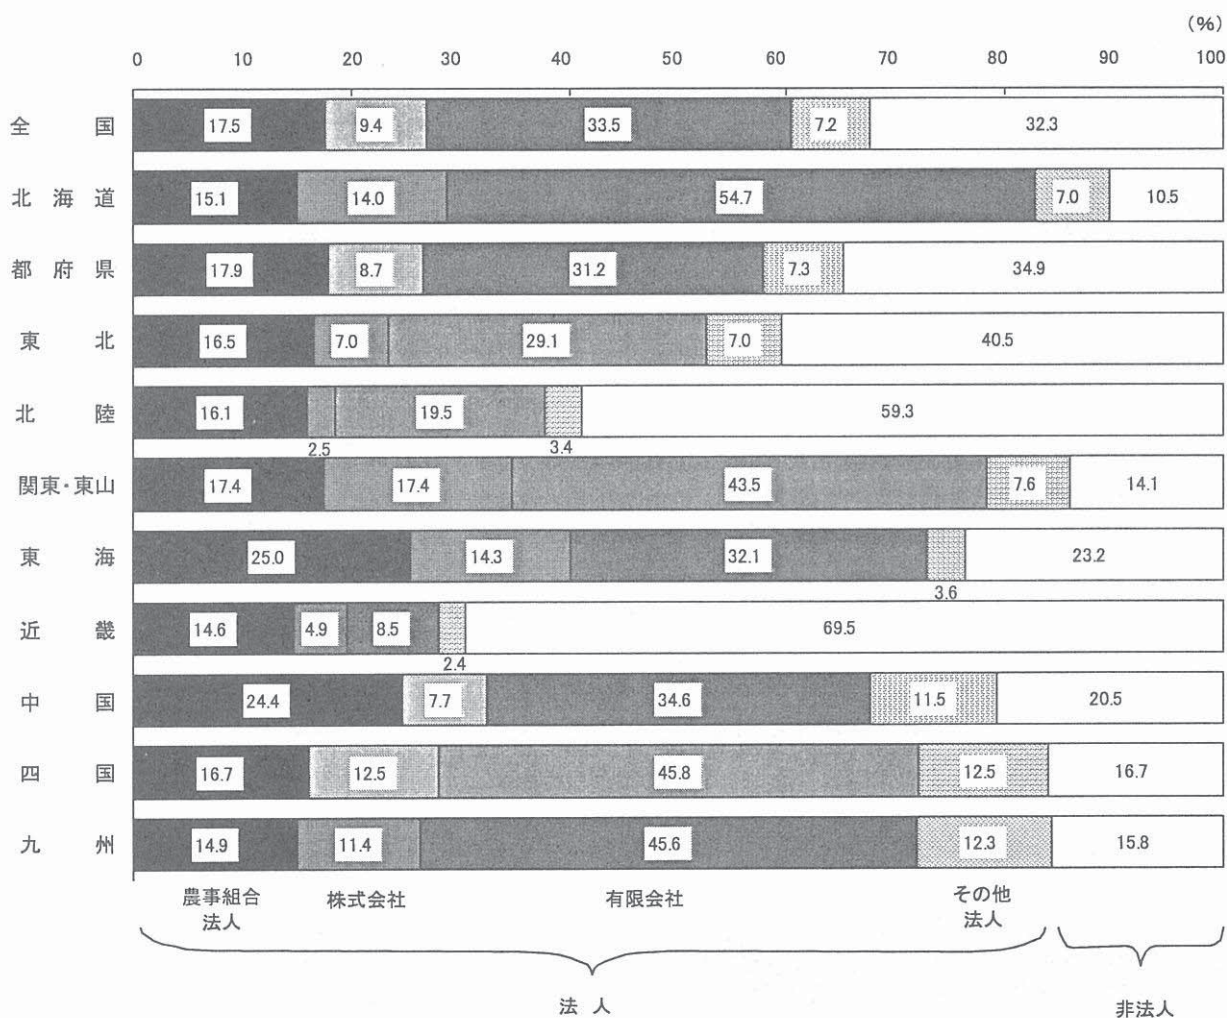 (%)
0 10 20 30 40 50 60 70 80 90 100
全国 17.5 9.4 33.5 7.2 32.3
北海道 15.1 14.0 54.7 7.0 10.5
都府県 17.9 8.7 31.2 7.3 34.9
東北 16.5 7.0 29.1 7.0 40.5
北陸 16.1 19.5 59.3
2.5 3.4
関東・東山 17.4 17.4 43.5 7.6 14.1
東海 25.0 14.3 32.1 23.2
3.6
近畿 14.6 4.9 8.5 69.5
2.4
中国 24.4 7.7 34.6 11.5 20.5
四国 16.7 12.5 45.8 12.5 16.7
九州 14.9 11.4 45.6 12.3 15.8
農事組合 株式会社 有限会社 その他
法人 法人
法人 非法人